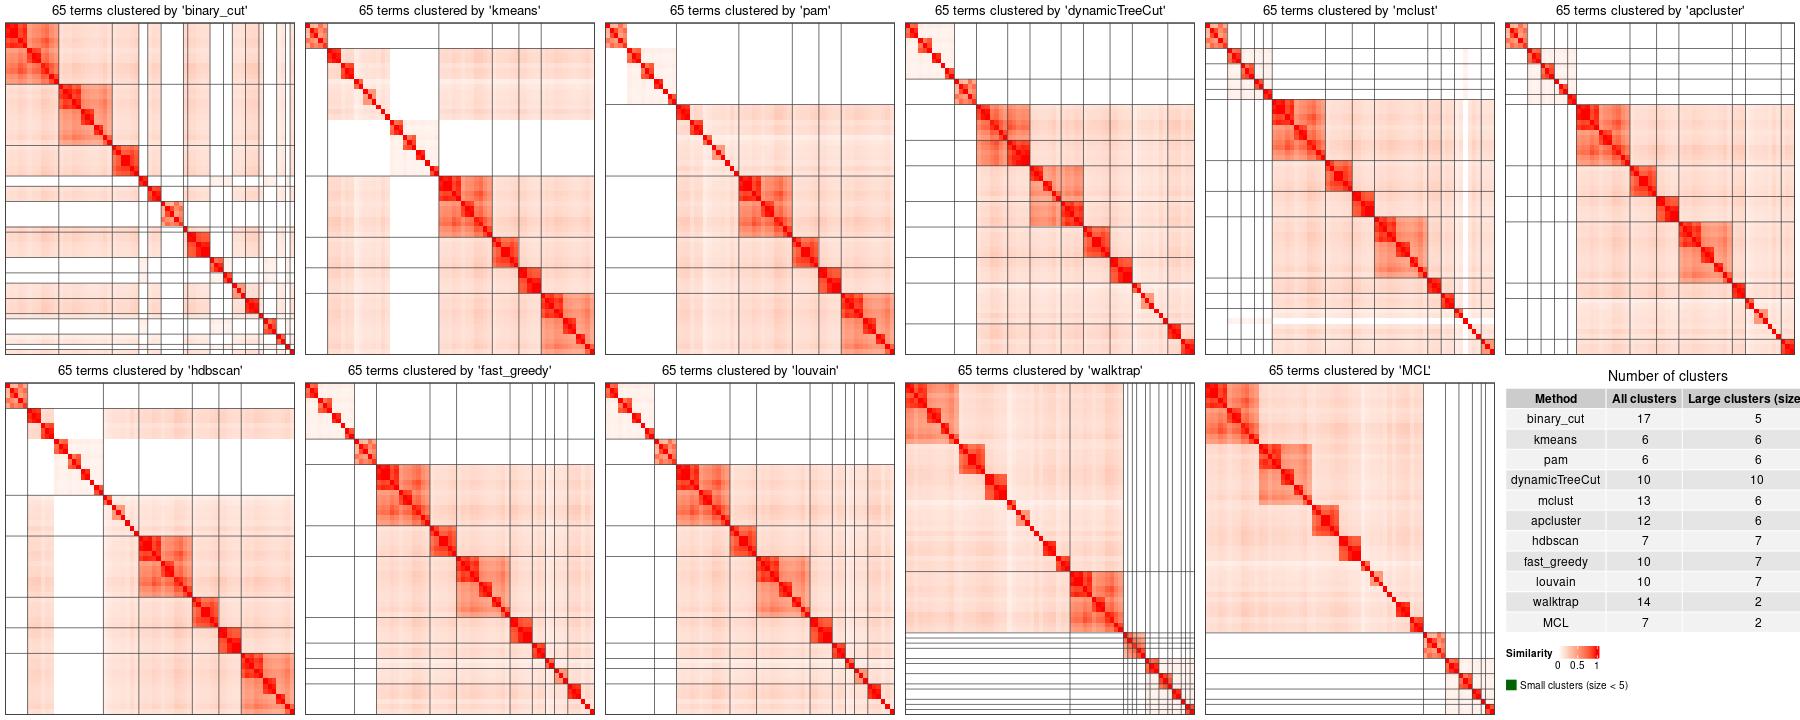 65 terms clustered by 'binary_cut'
65 terms clustered by 'kmeans'
65 terms clustered by 'pam'
65 terms clustered by 'dynamicTreeCut'
65 terms clustered by 'mclust'
65 terms clustered by 'apcluster'
65 terms clustered by 'hdbscan'
65 terms clustered by 'fast_greedy'
65 terms clustered by 'louvain'
65 terms clustered by 'walktrap'
65 terms clustered by 'MCL'
Number of clusters
Method All clusters Large clusters (size
binary_cut 17 5
kmeans 6 6
pam 6 6
dynamicTreeCut 10 10
mclust 13 6
apcluster 12 6
hdbscan 7 7
fast_greedy 10 7
louvain 10 7
walktrap 14 2
MCL 7 2
Similarity
0 0.5 1
Small clusters (size < 5)